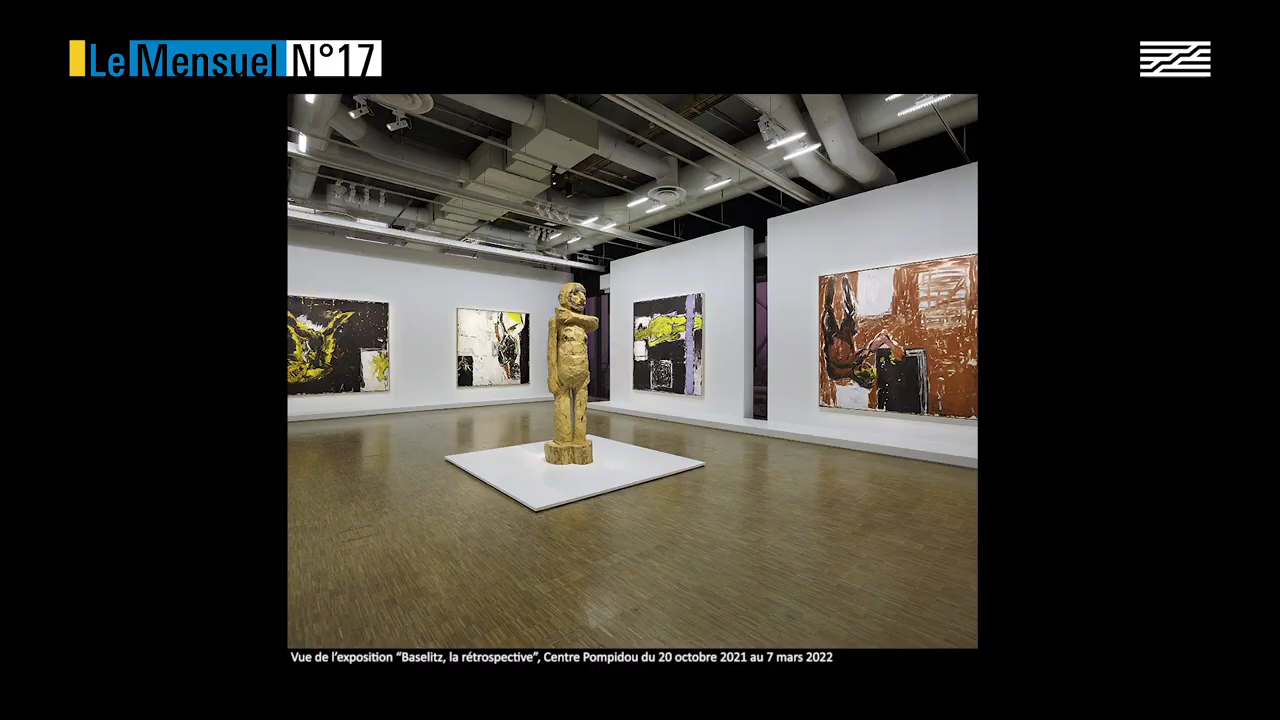 Le Mensuel N°17
Vue de l'exposition “Baselitz, la rétrospective”, Centre Pompidou du 20 octobre 2021 au 7 mars 2022